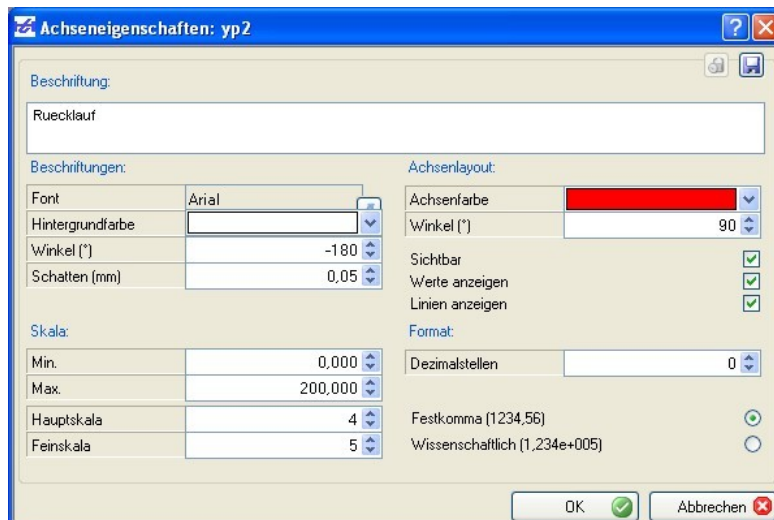 Achseneigenschaften: yp2
Beschriftung:
Ruecklauf
Beschriftungen:
Font Arial
Hintergrundfarbe
Winkel (°) -180
Schatten (mm) 0,05
Achsenlayout:
Achsenfarbe
Winkel (°) 90
Sichtbar
Werte anzeigen
Linien anzeigen
Skala:
Min. 0,000
Max. 200,000
Hauptskala 4
Feinskala 5
Format:
Dezimalstellen 0
Festkomma (1234,56)
Wissenschaftlich (1,234e+005)
OK Abbrechen